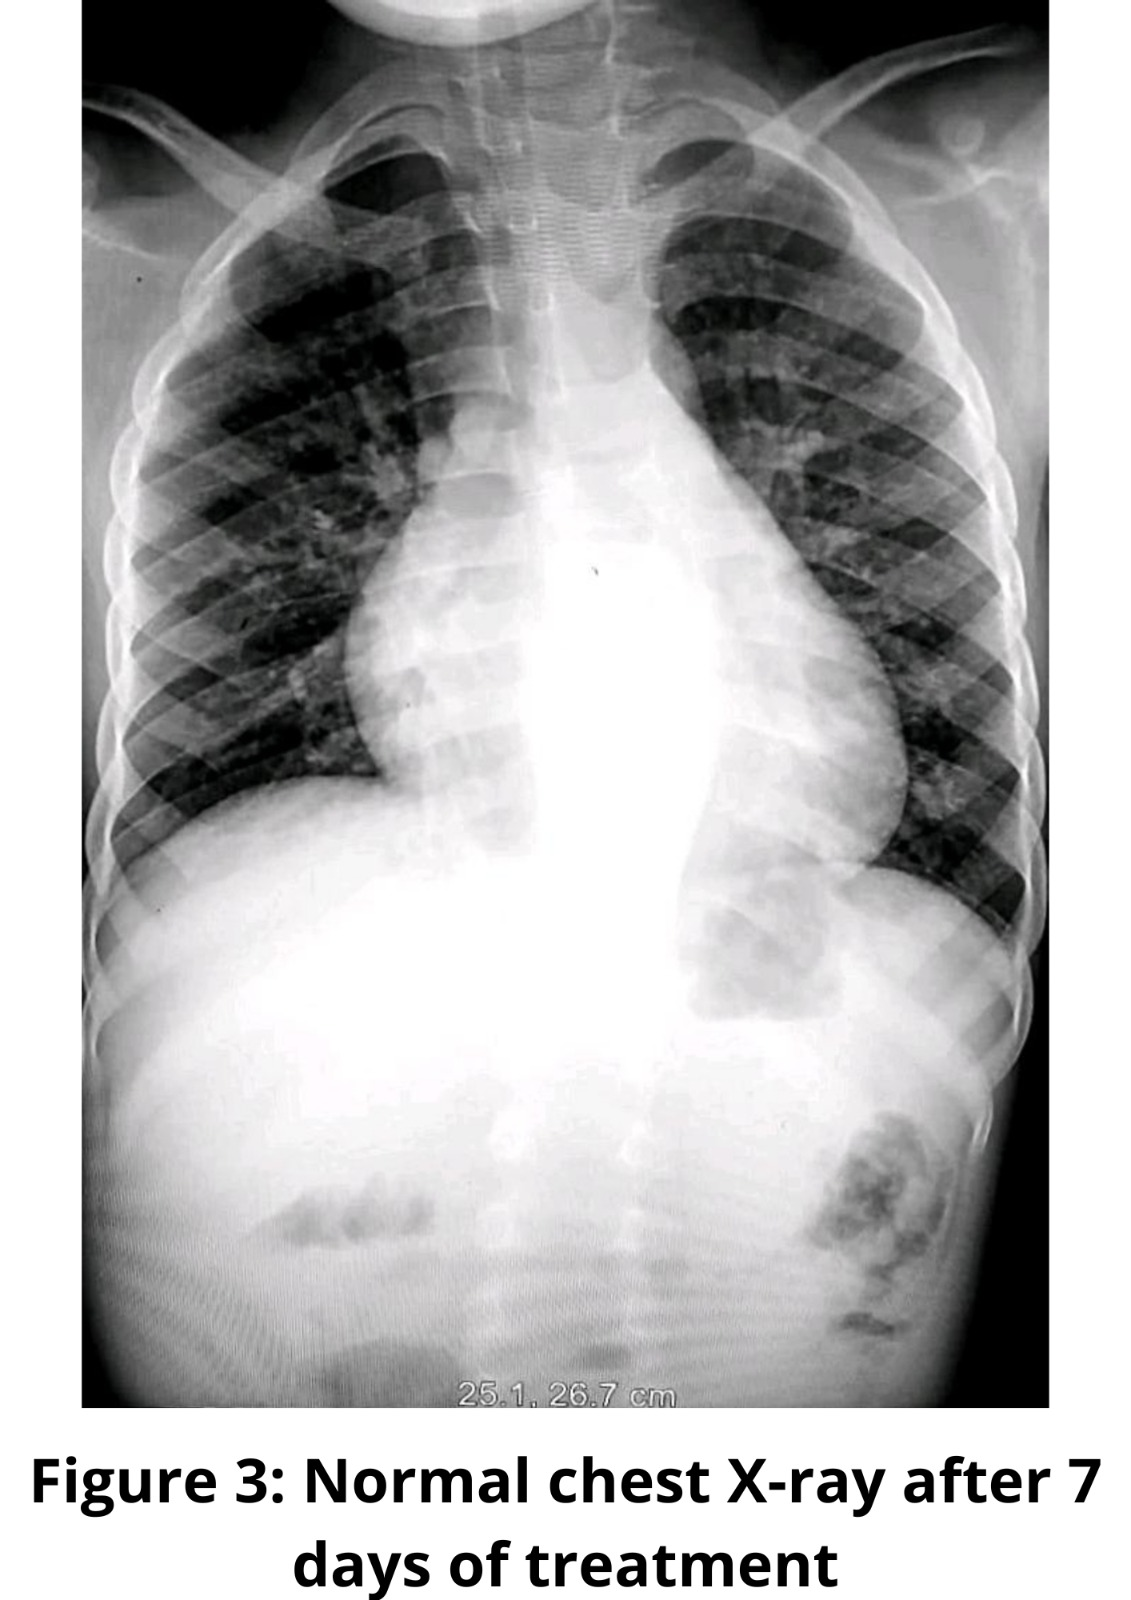 25.1, 26.7 cm
Figure 3: Normal chest X-ray after 7
days of treatment